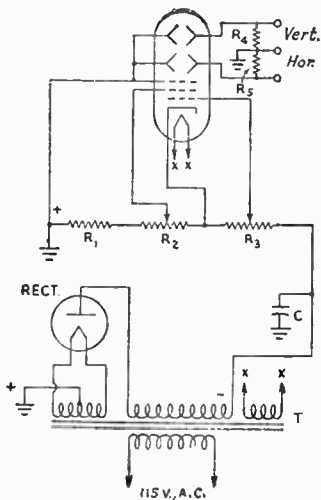 Vert.
R4
Hor.
R5
X X
+
R1
R2
R3
RECT.
C
+
-
X X
T
115 V., A.C.